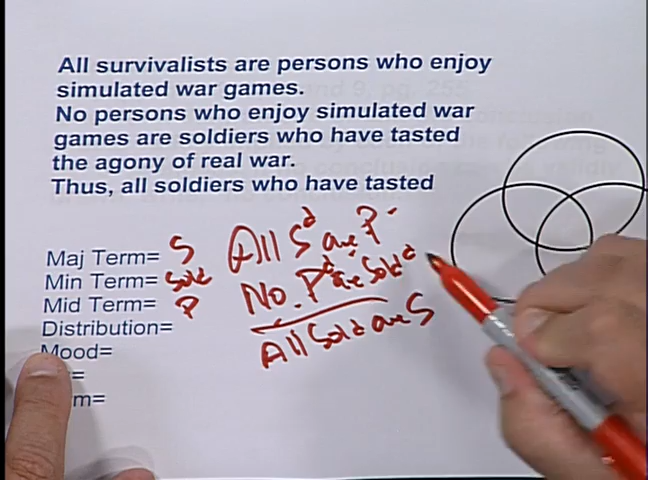 All survivalists are persons who enjoy
simulated war games.
No persons who enjoy simulated war
games are soldiers who have tasted
the agony of real war.
Thus, all soldiers who have tasted
Maj Term= S
Min Term= Sold
Mid Term= P
Distribution=
Mood=
=
m=
All S d are P
No. P d are Sold d
All Sold are S